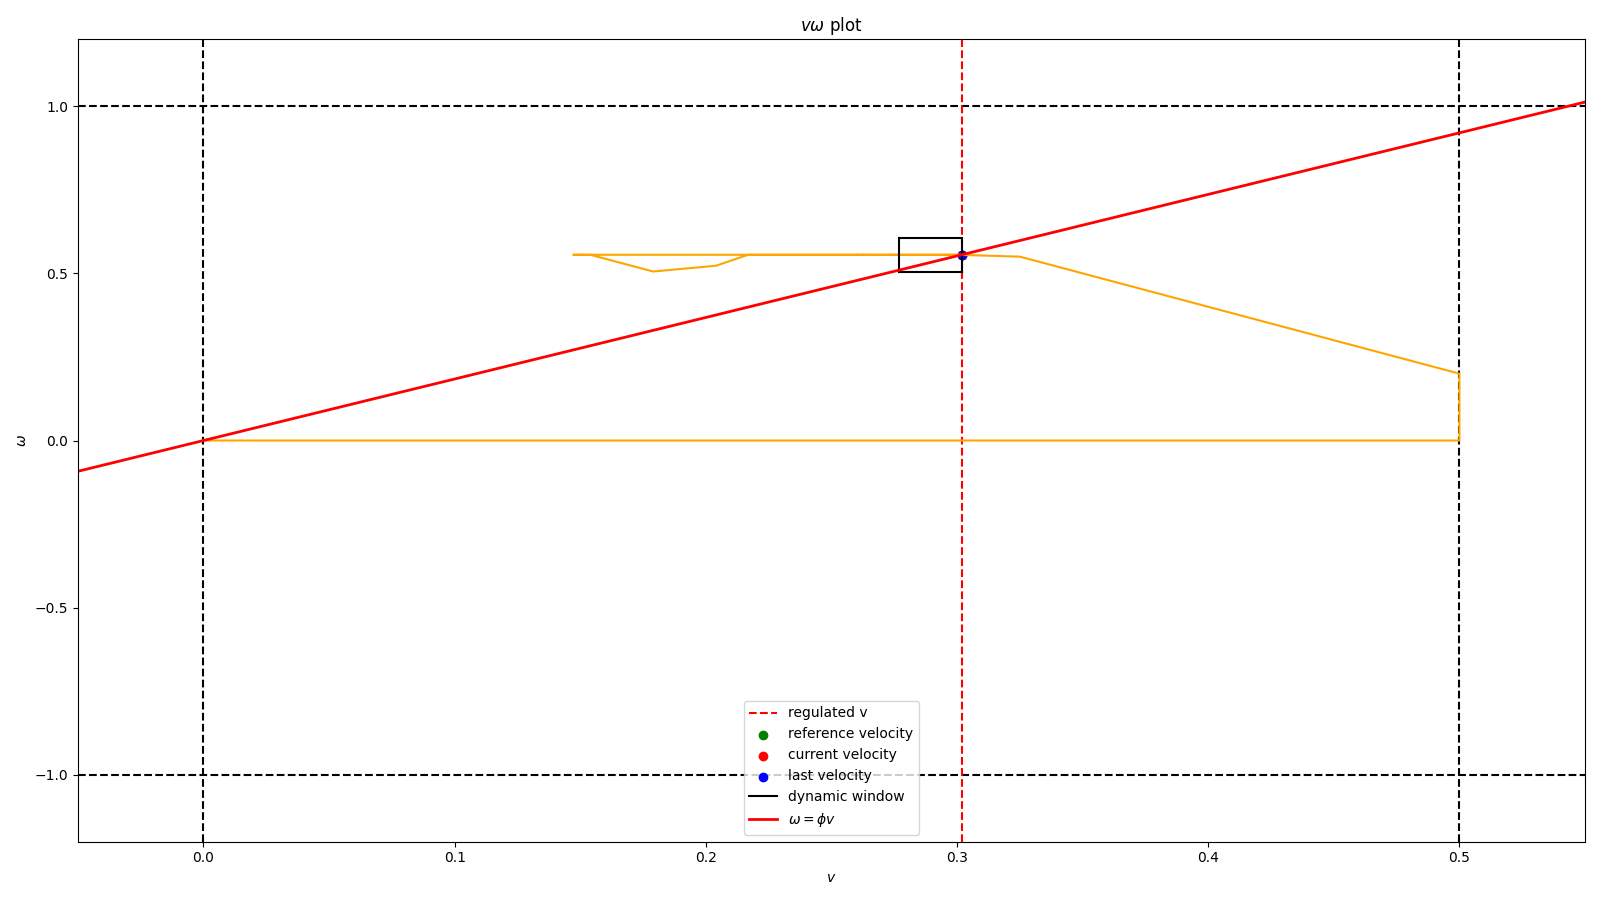 vω plot
1.0
0.5
0.0
−0.5
−1.0
ω
regulated v
reference velocity
current velocity
last velocity
dynamic window
ω = ϕv
0.0 0.1 0.2 0.3 0.4 0.5
v